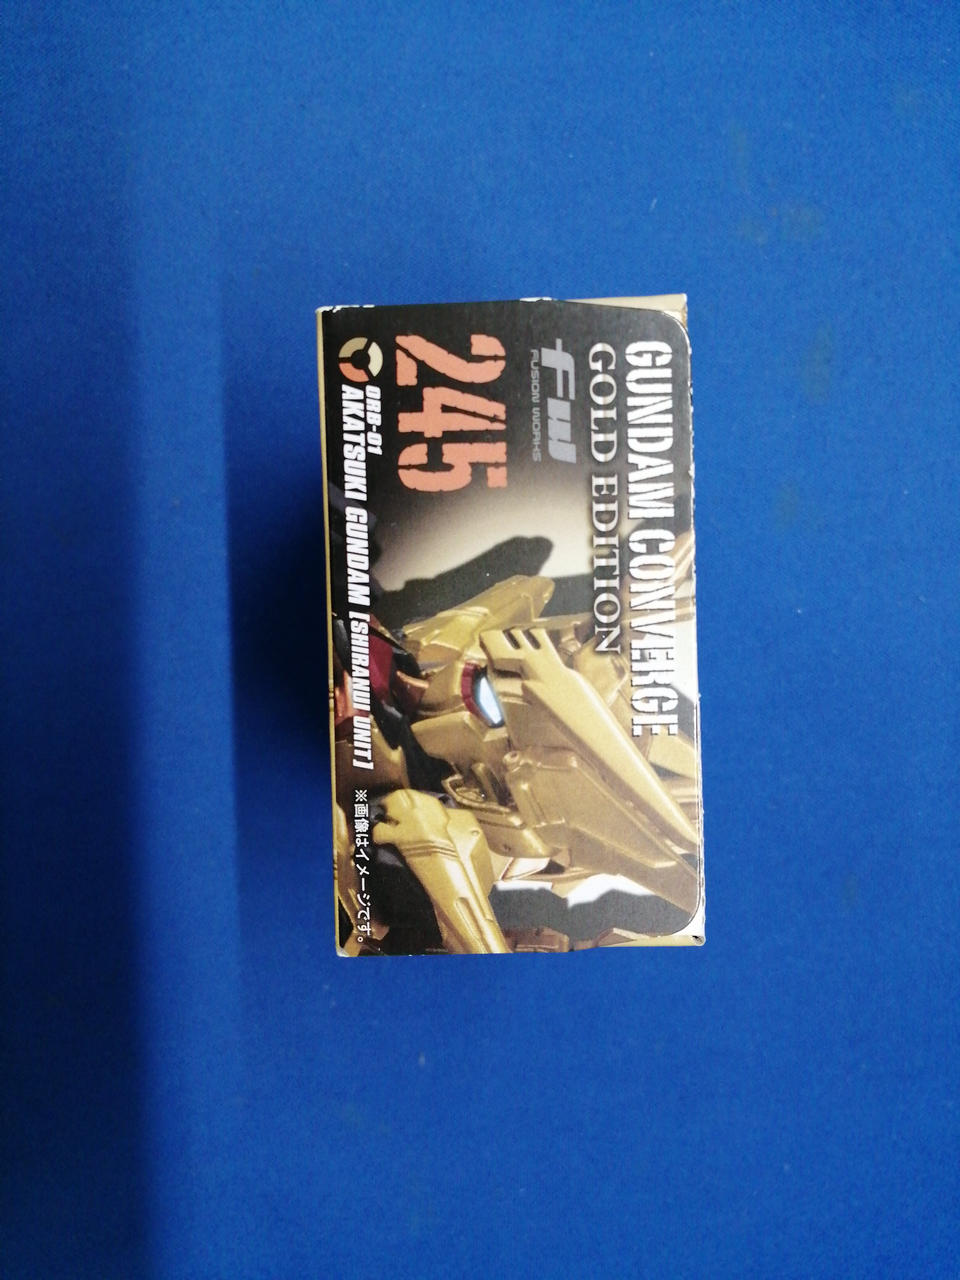 GUNDAM CONVERGE
GOLD EDITION
FW
FUSION WORKS
245
ORB-01
AKATSUKI GUNDAM [SHIRANUI UNIT]
※画像はイメージです。